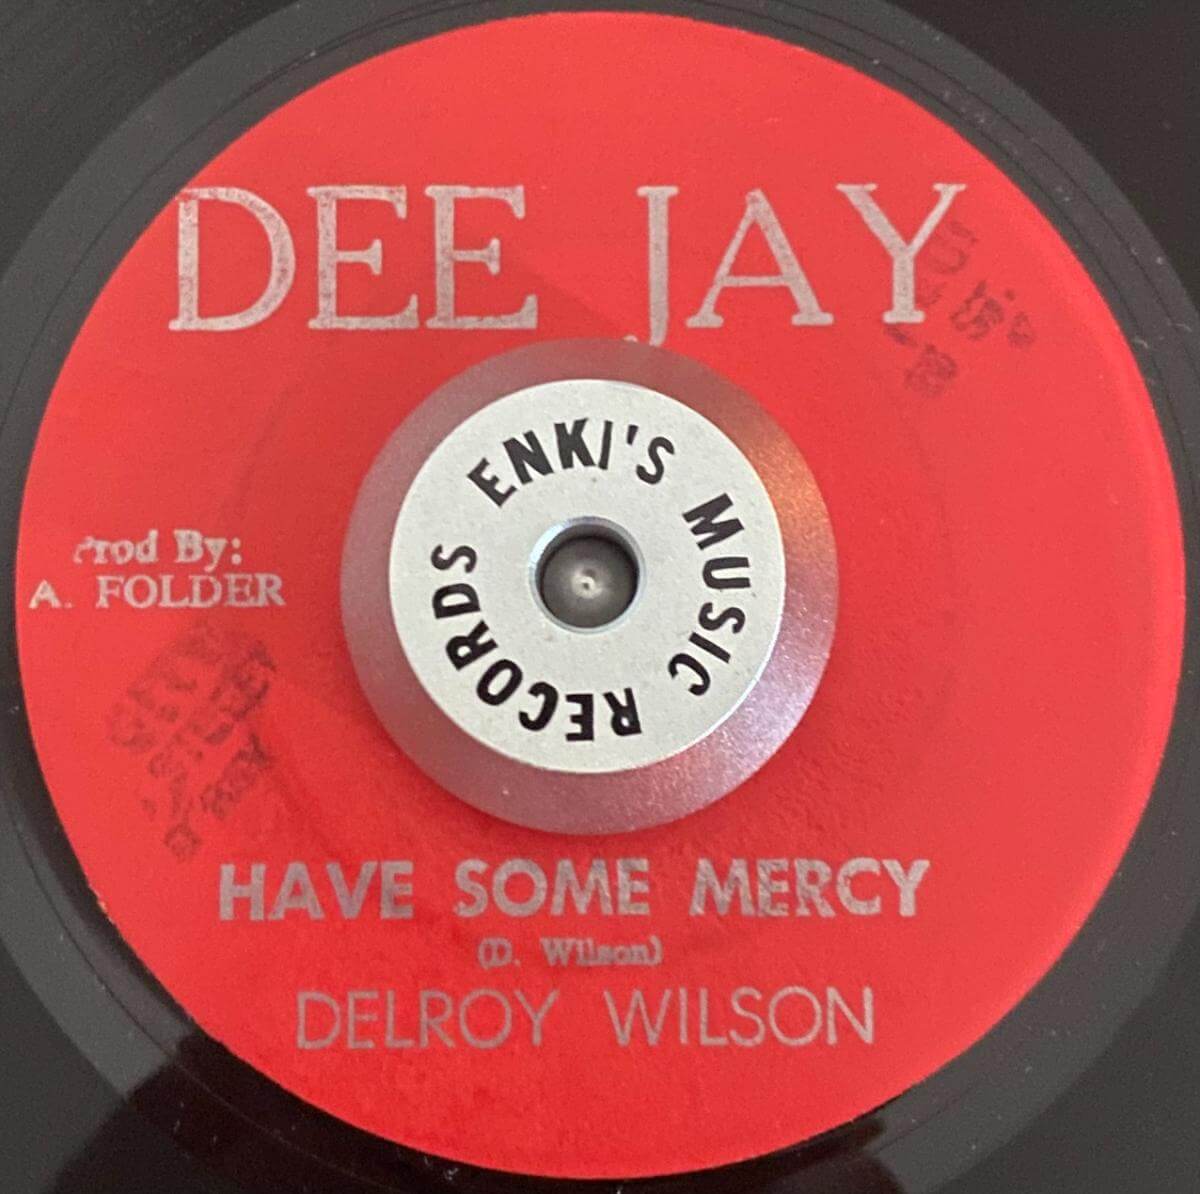 DEE JAY
ENKI'S MUSIC RECORDS
Prod By:
A. FOLDER
HAVE SOME MERCY
(D. Wilson)
DELROY WILSON